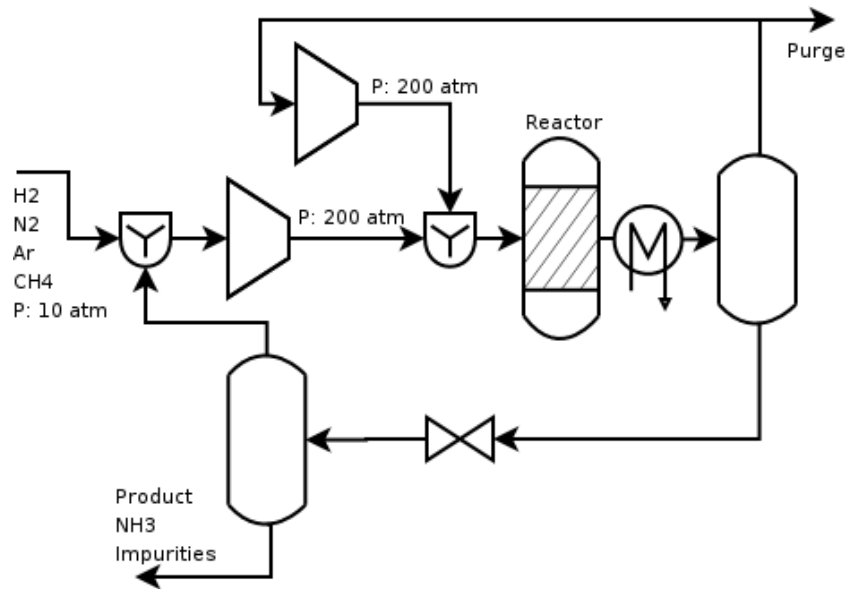 Purge
P: 200 atm
Reactor
H2
N2
Ar
CH4
P: 10 atm
P: 200 atm
Product
NH3
Impurities